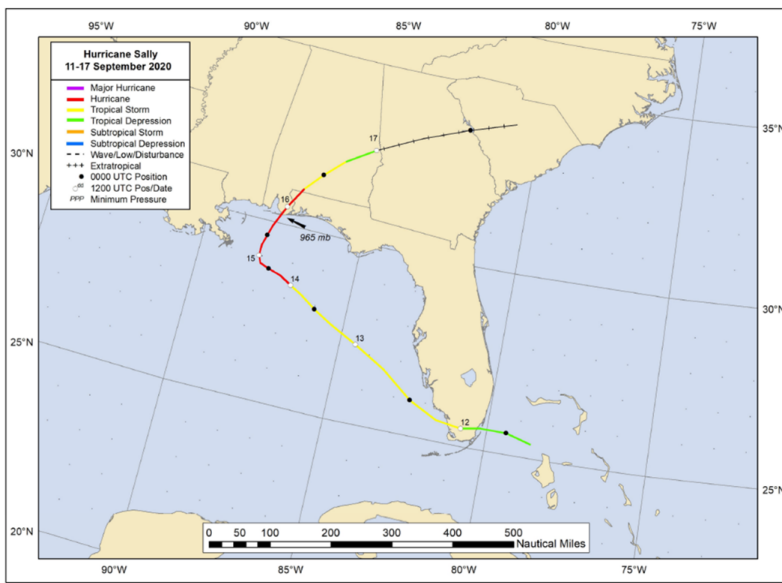 95°W 90°W 85°W 80°W 75°W
Hurricane Sally
11-17 September 2020
Major Hurricane
Hurricane
Tropical Storm
Tropical Depression
Subtropical Storm
Subtropical Depression
Wave/Low/Disturbance
Extratropical
0000 UTC Position
1200 UTC Pos/Date
PPP Minimum Pressure
35°N
30°N
17
16
965 mb
15
14
30°N
13
25°N
12
25°N
20°N
0 50 100 200 300 400 500
Nautical Miles
90°W 85°W 80°W 75°W